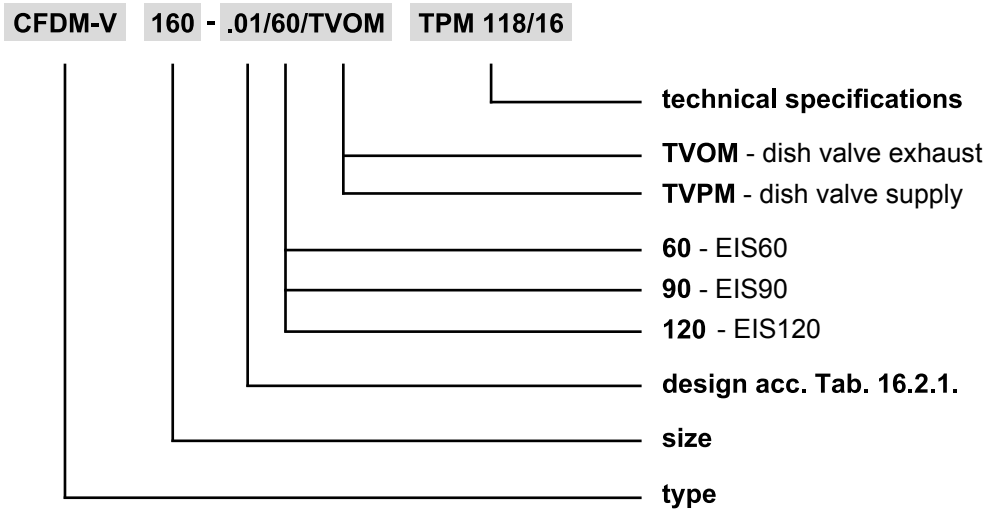 CFDM-V 160 - .01/60/TVOM TPM 118/16
technical specifications
TVOM - dish valve exhaust
TVPM - dish valve supply
60 - EIS60
90 - EIS90
120 - EIS120
design acc. Tab. 16.2.1.
size
type